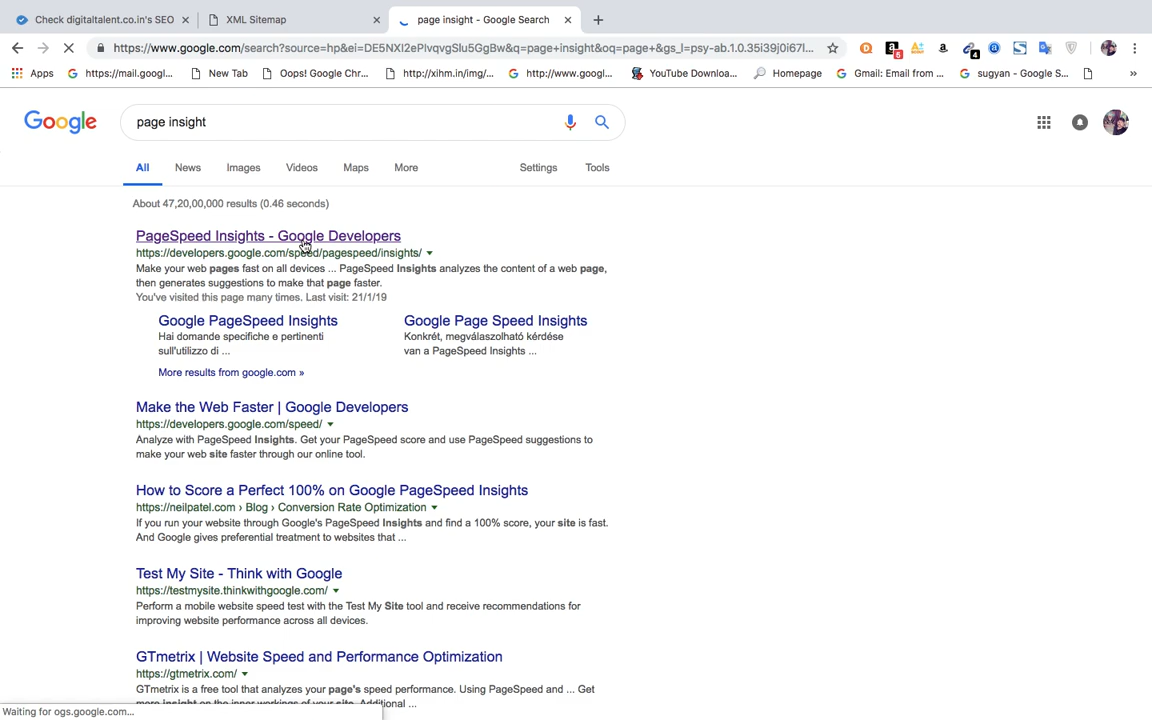 Check digitaltalent.co.in's SEO
XML Sitemap
page insight - Google Search
https://www.google.com/search?source=hp&ei=DE5NXI2ePIvqvgSIu5GgBw&q=page+insight&oq=page+&gs_l=psy-ab.1.0.35i39j0i67l...
5
4
Apps
https://mail.googl...
New Tab
Oops! Google Chr...
http://xihm.in/img/...
http://www.googl...
YouTube Downloa...
Homepage
Gmail: Email from ...
sugyan - Google S...
»
Google
page insight
All
News
Images
Videos
Maps
More
Settings
Tools
About 47,20,00,000 results (0.46 seconds)
PageSpeed Insights - Google Developers
https://developers.google.com/speed/pagespeed/insights/
Make your web pages fast on all devices ... PageSpeed Insights analyzes the content of a web page,
then generates suggestions to make that page faster.
You've visited this page many times. Last visit: 21/1/19
Google PageSpeed Insights
Hai domande specifiche e pertinenti
sull'utilizzo di ...
Google Page Speed Insights
Konkrét, megválaszolható kérdése
van a PageSpeed Insights ...
More results from google.com »
Make the Web Faster | Google Developers
https://developers.google.com/speed/
Analyze with PageSpeed Insights. Get your PageSpeed score and use PageSpeed suggestions to
make your web site faster through our online tool.
How to Score a Perfect 100% on Google PageSpeed Insights
https://neilpatel.com › Blog › Conversion Rate Optimization
If you run your website through Google's PageSpeed Insights and find a 100% score, your site is fast.
And Google gives preferential treatment to websites that ...
Test My Site - Think with Google
https://testmysite.thinkwithgoogle.com/
Perform a mobile website speed test with the Test My Site tool and receive recommendations for
improving website performance across all devices.
GTmetrix | Website Speed and Performance Optimization
https://gtmetrix.com/
GTmetrix is a free tool that analyzes your page's speed performance. Using PageSpeed and ... Get
more insight on the inner workings of your site. Additional ...
Waiting for ogs.google.com...